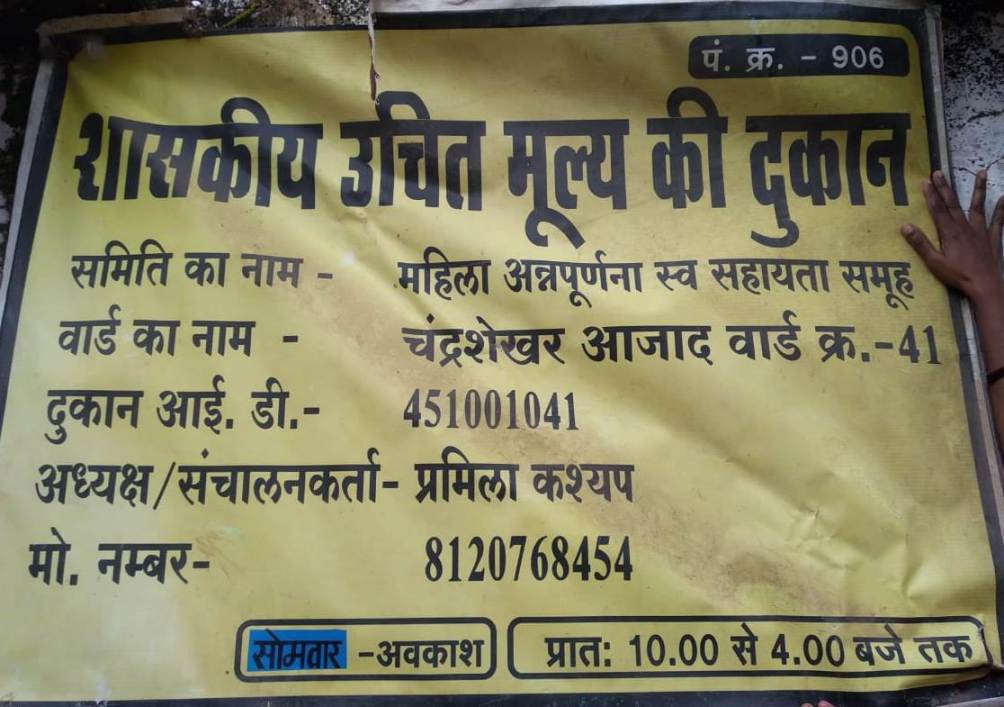 पं. क्र. - 906
शासकीय उचित मूल्य की दुकान
समिति का नाम - महिला अन्नपूर्णना स्व सहायता समूह
वार्ड का नाम - चंद्रशेखर आजाद वार्ड क्र.-41
दुकान आई. डी.- 451001041
अध्यक्ष/संचालनकर्ता- प्रमिला कश्यप
मो. नम्बर- 8120768454
सोमवार -अवकाश प्रात: 10.00 से 4.00 बजे तक